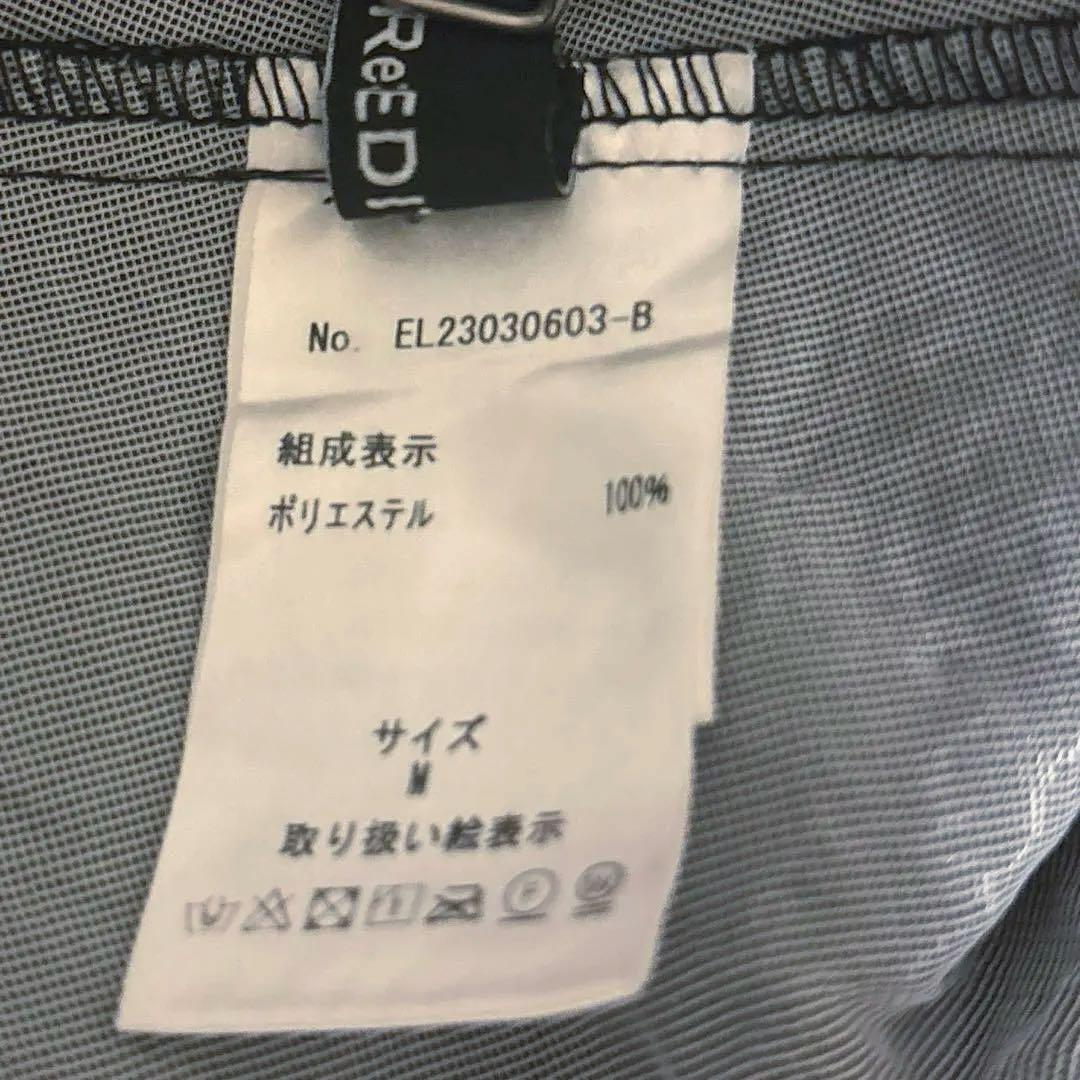 ReEDI
No. EL23030603-B
組成表示
ポリエステル 100%
サイズ
M
取り扱い絵表示